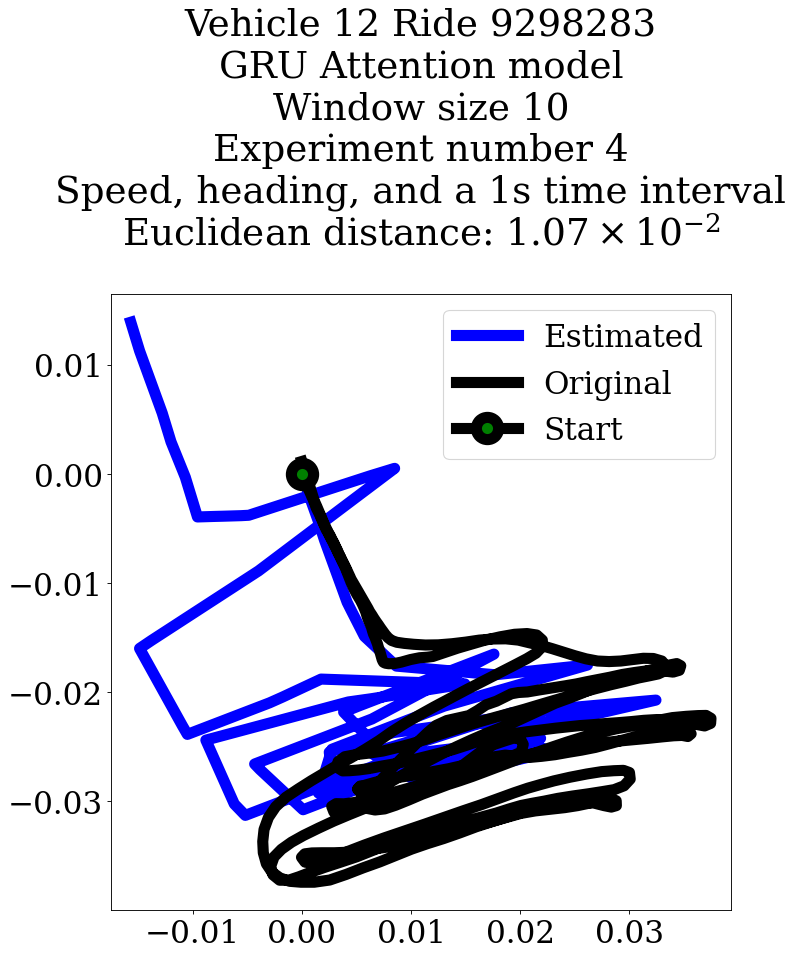 Vehicle 12 Ride 9298283
GRU Attention model
Window size 10
Experiment number 4
Speed, heading, and a 1s time interval
Euclidean distance: 1.07 × 10⁻²
Estimated
Original
Start
0.01
0.00
−0.01
−0.02
−0.03
−0.01 0.00 0.01 0.02 0.03